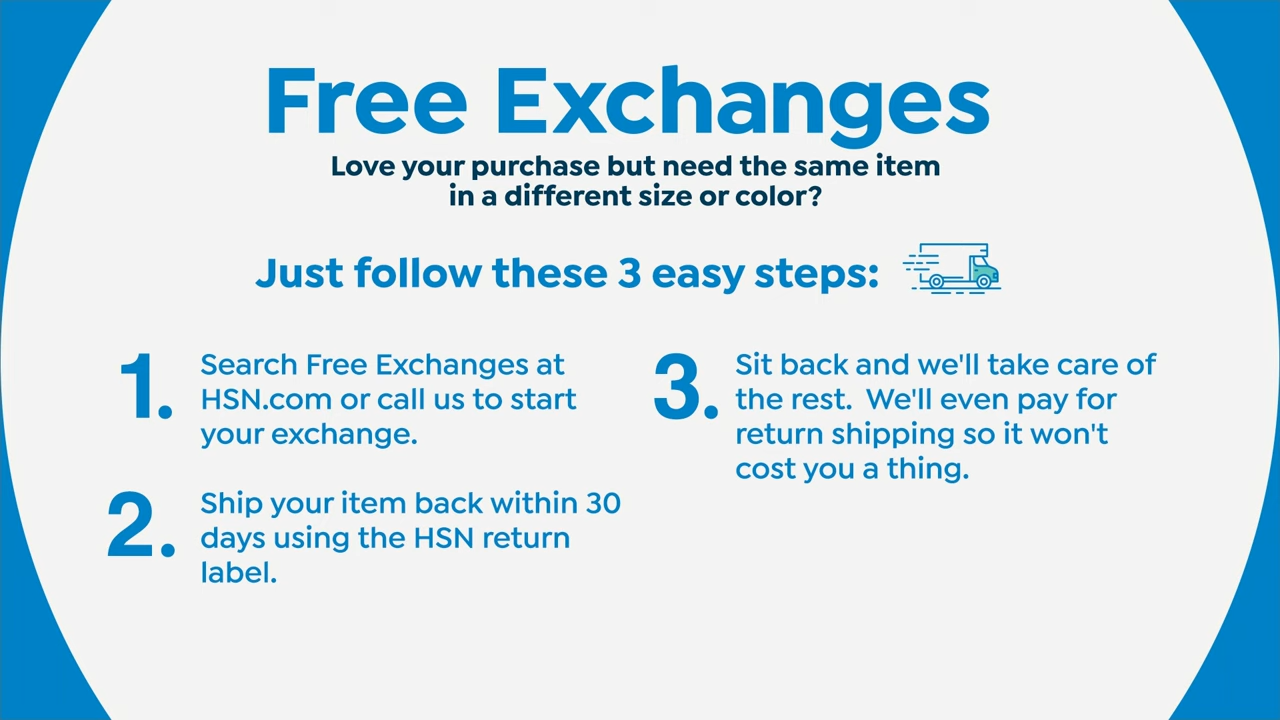 Free Exchanges
Love your purchase but need the same item
in a different size or color?
Just follow these 3 easy steps:
1.
Search Free Exchanges at
HSN.com or call us to start
your exchange.
2.
Ship your item back within 30
days using the HSN return
label.
3.
Sit back and we'll take care of
the rest.  We'll even pay for
return shipping so it won't
cost you a thing.